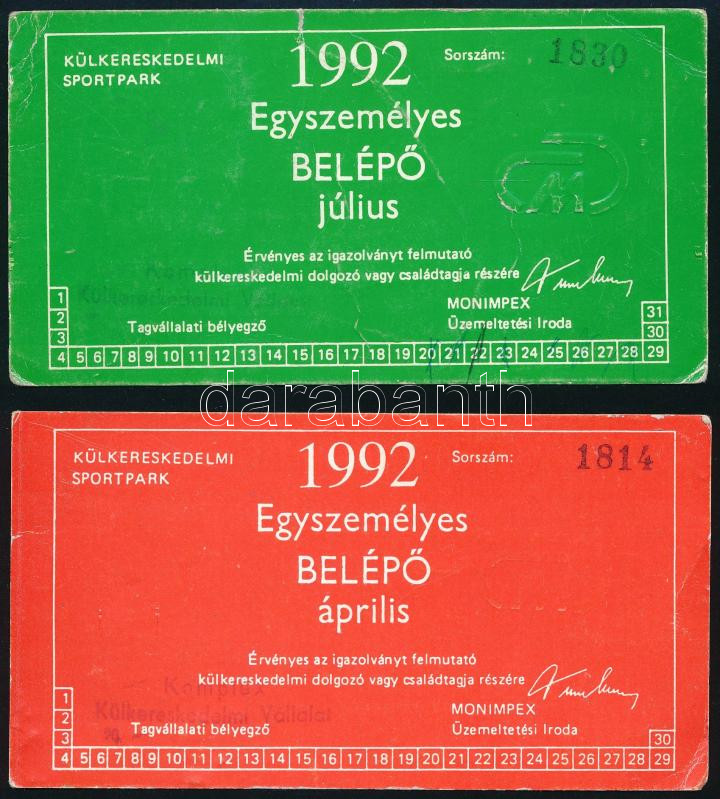 KÜLKERESKEDELMI
SPORTPARK
1992
Sorszám:
1830
Egyszemélyes
BELÉPŐ
július
Érvényes az igazolványt felmutató
külkereskedelmi dolgozó vagy családtagja részére
Külkereskedelmi
MONIMPEX
Tagvállalati bélyegző
Üzemeltetési Iroda
1
2
3
31
30
4 5 6 7 8 9 10 11 12 13 14 15 16 17 18 19 20 21 22 23 24 25 26 27 28 29
darabanth
KÜLKERESKEDELMI
SPORTPARK
1992
Sorszám:
1814
Egyszemélyes
BELÉPŐ
április
Érvényes az igazolványt felmutató
külkereskedelmi dolgozó vagy családtagja részére
Komplex
Külkereskedelmi Vállalat
MONIMPEX
Tagvállalati bélyegző
Üzemeltetési Iroda
1
2
3
30
4 5 6 7 8 9 10 11 12 13 14 15 16 17 18 19 20 21 22 23 24 25 26 27 28 29